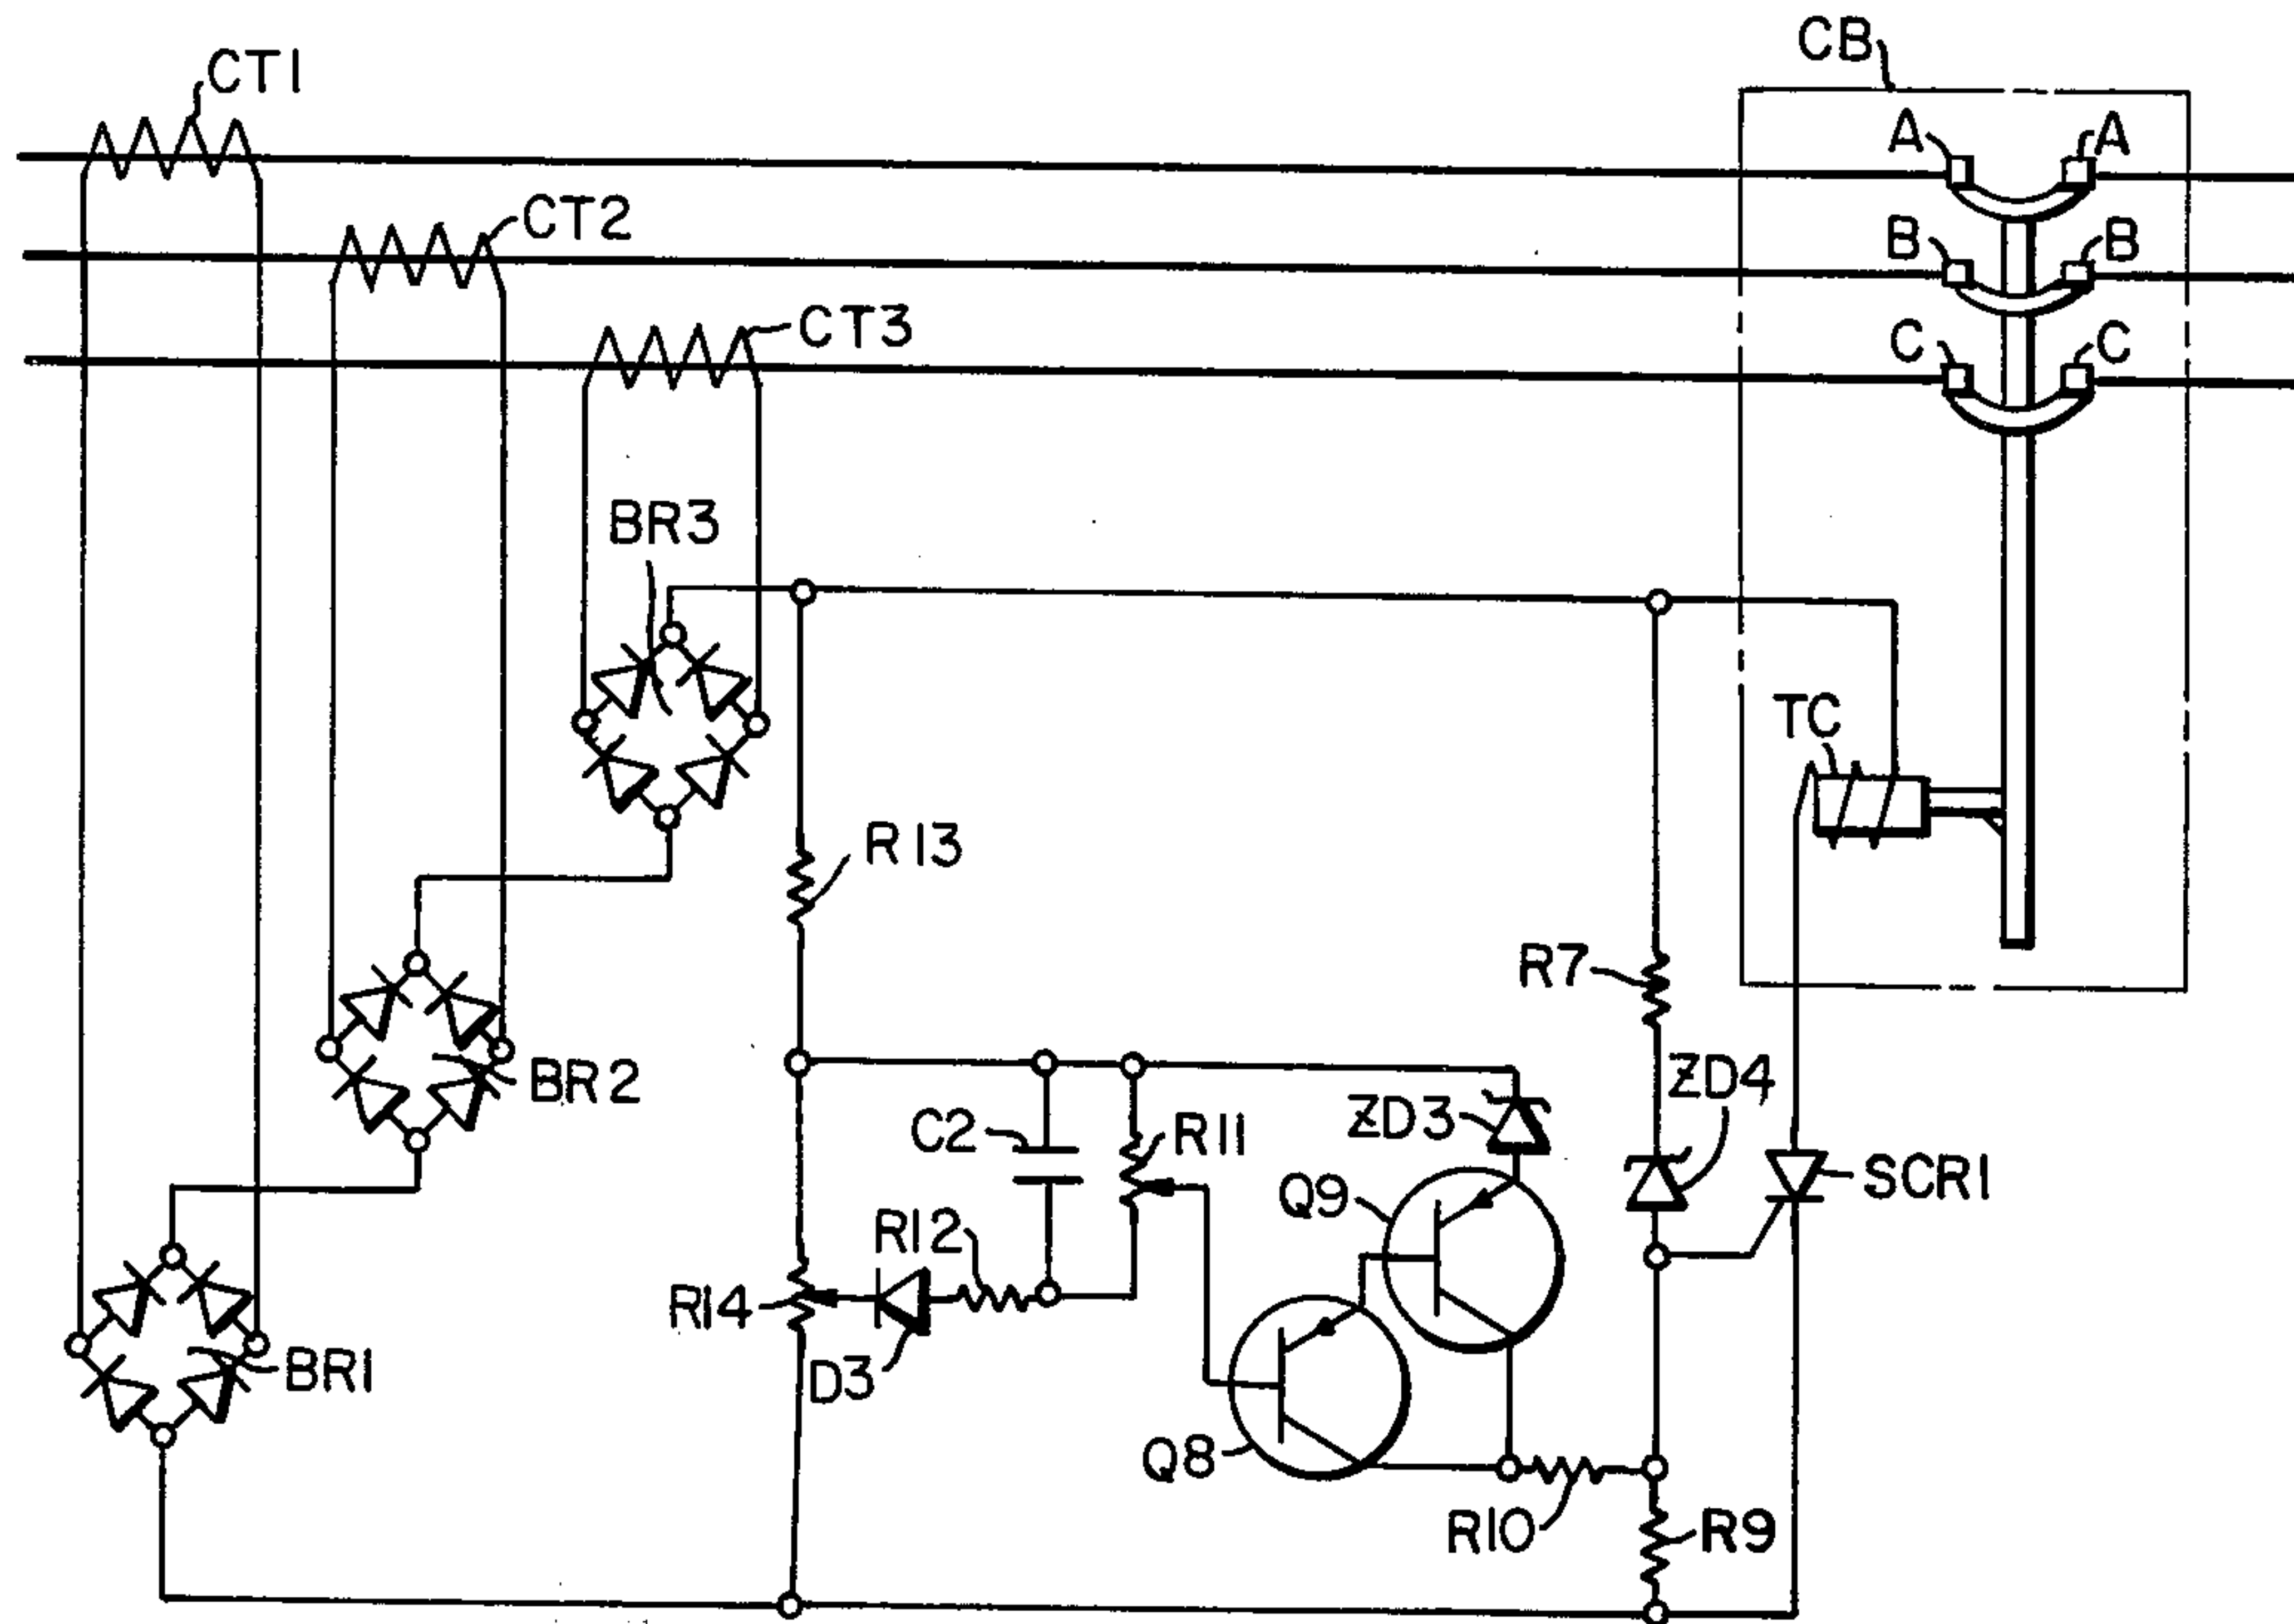 CB
CT1
A
A
CT2
B
B
CT3
C
C
BR3
TC
R13
R7
ZD4
BR2
ZD3
C2
R11
SCR1
Q9
R12
R14
D3
BR1
Q8
R10
R9